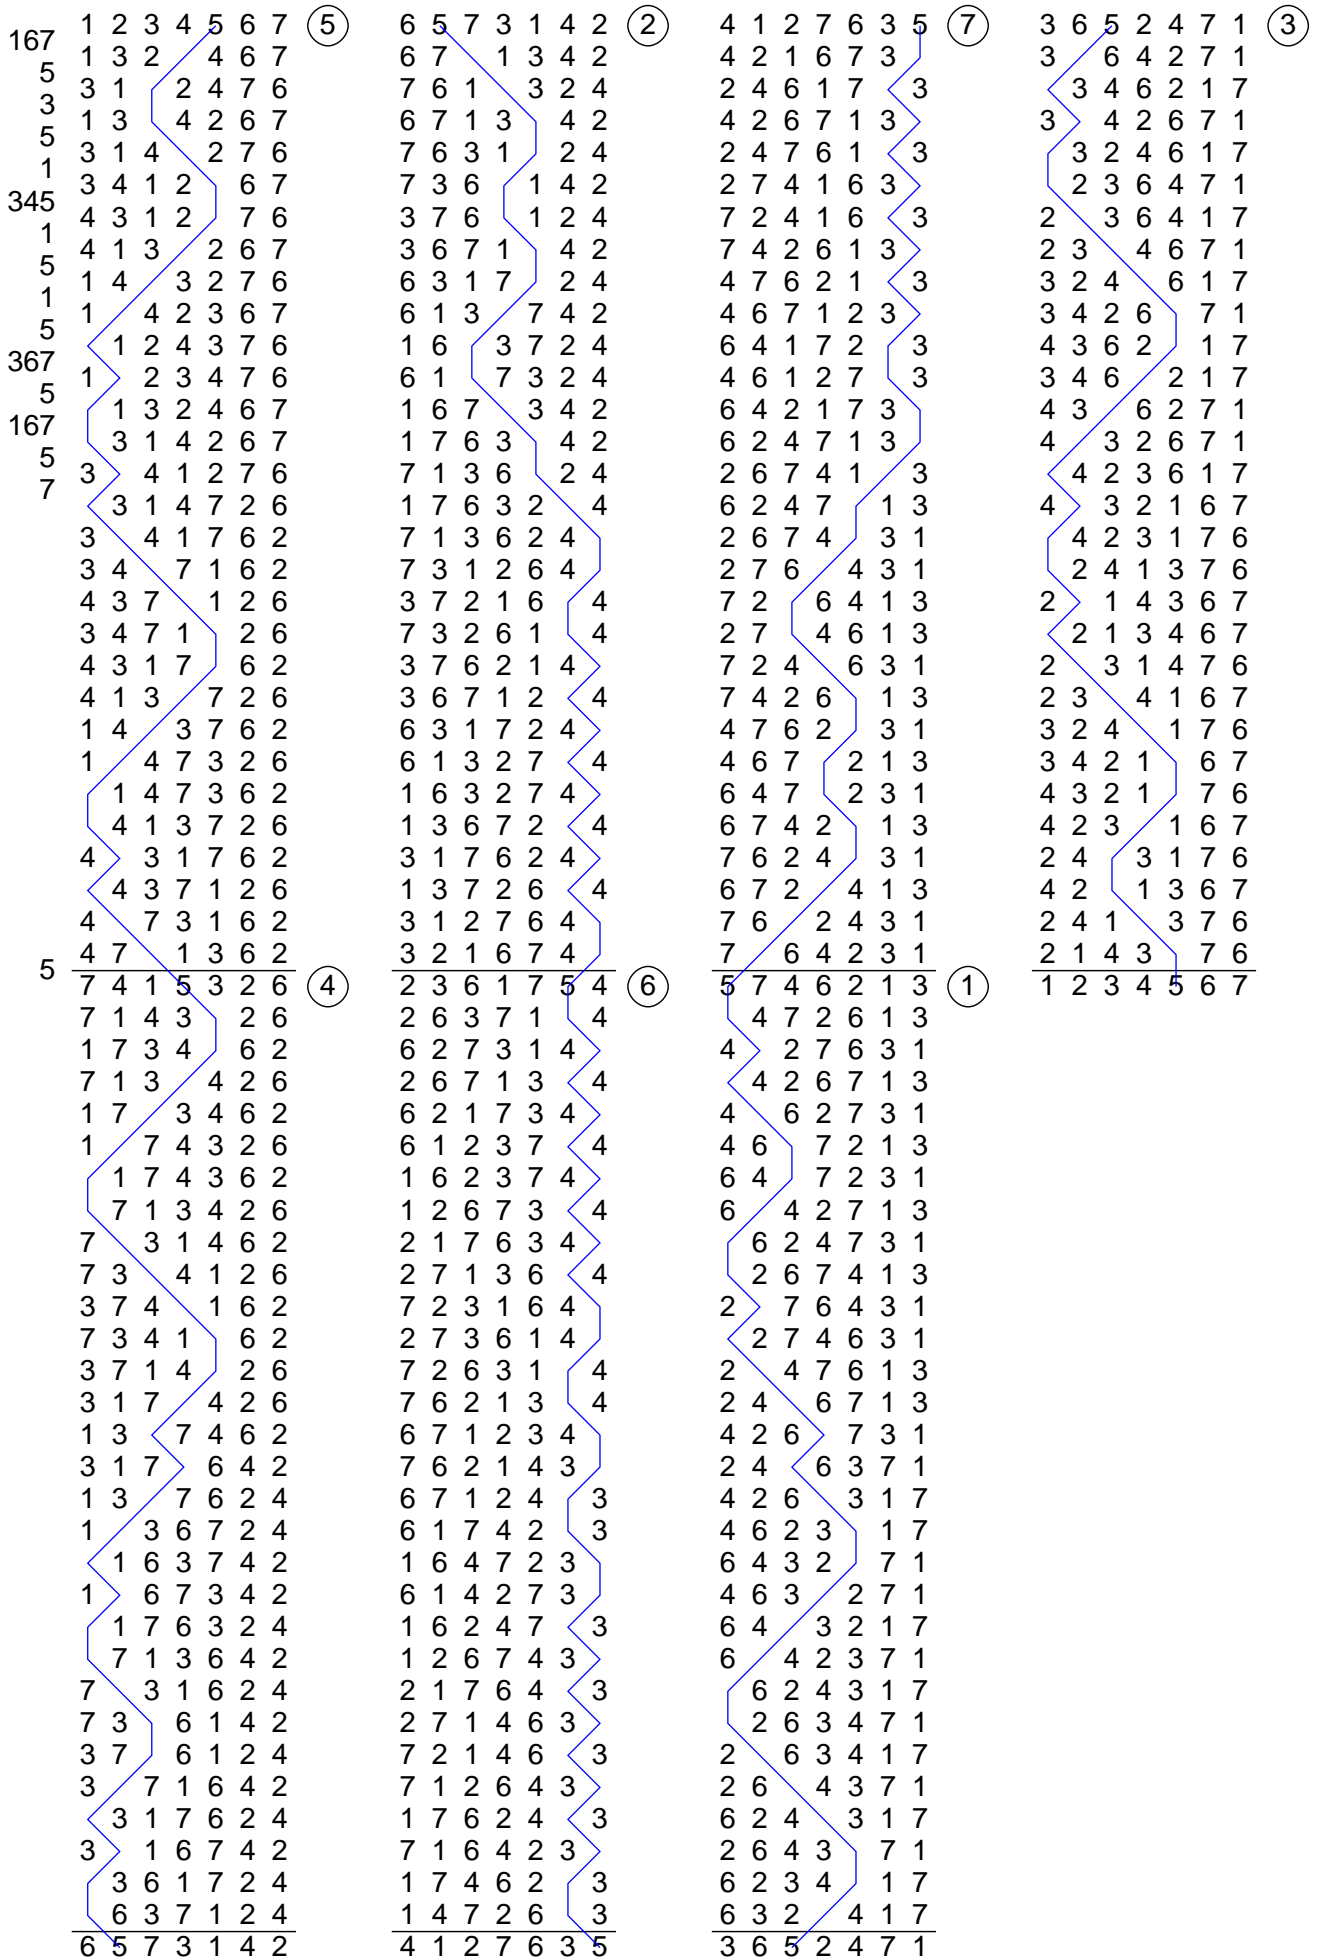 167
5
3
5
1
345
1
5
1
5
367
5
167
5
7
5
1 2 3 4 5 6 7 ⑤
1 3 2 4 6 7
3 1 2 4 7 6
1 3 4 2 6 7
3 1 4 2 7 6
3 4 1 2 6 7
4 3 1 2 7 6
4 1 3 2 6 7
1 4 3 2 7 6
1 4 2 3 6 7
1 2 4 3 7 6
1 2 3 4 7 6
1 3 2 4 6 7
3 1 4 2 6 7
3 4 1 2 7 6
3 1 4 7 2 6
3 4 1 7 6 2
3 4 7 1 6 2
4 3 7 1 2 6
3 4 7 1 2 6
4 3 1 7 6 2
4 1 3 7 2 6
1 4 3 7 6 2
1 4 7 3 2 6
1 4 7 3 6 2
4 1 3 7 2 6
4 3 1 7 6 2
4 3 7 1 2 6
4 7 3 1 6 2
4 7 1 3 6 2
7 4 1 5 3 2 6 ④
7 1 4 3 2 6
1 7 3 4 6 2
7 1 3 4 2 6
1 7 3 4 6 2
1 7 4 3 2 6
1 7 4 3 6 2
7 1 3 4 2 6
7 3 1 4 6 2
7 3 4 1 2 6
3 7 4 1 6 2
7 3 4 1 6 2
3 7 1 4 2 6
3 1 7 4 2 6
1 3 7 4 6 2
3 1 7 6 4 2
1 3 7 6 2 4
1 3 6 7 2 4
1 6 3 7 4 2
1 6 7 3 4 2
1 7 6 3 2 4
7 1 3 6 4 2
7 3 1 6 2 4
7 3 6 1 4 2
3 7 6 1 2 4
3 7 1 6 4 2
3 1 7 6 2 4
3 1 6 7 4 2
3 6 1 7 2 4
6 3 7 1 2 4
6 5 7 3 1 4 2
6 5 7 3 1 4 2 ②
6 7 1 3 4 2
7 6 1 3 2 4
6 7 1 3 4 2
7 6 3 1 2 4
7 3 6 1 4 2
3 7 6 1 2 4
3 6 7 1 4 2
6 3 1 7 2 4
6 1 3 7 4 2
1 6 3 7 2 4
6 1 7 3 2 4
1 6 7 3 4 2
1 7 6 3 4 2
7 1 3 6 2 4
1 7 6 3 2 4
7 1 3 6 2 4
7 3 1 2 6 4
3 7 2 1 6 4
7 3 2 6 1 4
3 7 6 2 1 4
3 6 7 1 2 4
6 3 1 7 2 4
6 1 3 2 7 4
1 6 3 2 7 4
1 3 6 7 2 4
3 1 7 6 2 4
1 3 7 2 6 4
3 1 2 7 6 4
3 2 1 6 7 4
2 3 6 1 7 5 4 ⑥
2 6 3 7 1 4
6 2 7 3 1 4
2 6 7 1 3 4
6 2 1 7 3 4
6 1 2 3 7 4
1 6 2 3 7 4
1 2 6 7 3 4
2 1 7 6 3 4
2 7 1 3 6 4
7 2 3 1 6 4
2 7 3 6 1 4
7 2 6 3 1 4
7 6 2 1 3 4
6 7 1 2 3 4
7 6 2 1 4 3
6 7 1 2 4 3
6 1 7 4 2 3
1 6 4 7 2 3
6 1 4 2 7 3
1 6 2 4 7 3
1 2 6 7 4 3
2 1 7 6 4 3
2 7 1 4 6 3
7 2 1 4 6 3
7 1 2 6 4 3
1 7 6 2 4 3
7 1 6 4 2 3
1 7 4 6 2 3
1 4 7 2 6 3
4 1 2 7 6 3 5
4 1 2 7 6 3 5 ⑦
4 2 1 6 7 3
2 4 6 1 7 3
4 2 6 7 1 3
2 4 7 6 1 3
2 7 4 1 6 3
7 2 4 1 6 3
7 4 2 6 1 3
4 7 6 2 1 3
4 6 7 1 2 3
6 4 1 7 2 3
4 6 1 2 7 3
6 4 2 1 7 3
6 2 4 7 1 3
2 6 7 4 1 3
6 2 4 7 1 3
2 6 7 4 3 1
2 7 6 4 3 1
7 2 6 4 1 3
2 7 4 6 1 3
7 2 4 6 3 1
7 4 2 6 1 3
4 7 6 2 3 1
4 6 7 2 1 3
6 4 7 2 3 1
6 7 4 2 1 3
7 6 2 4 3 1
6 7 2 4 1 3
7 6 2 4 3 1
7 6 4 2 3 1
5 7 4 6 2 1 3 ①
4 7 2 6 1 3
4 2 7 6 3 1
4 2 6 7 1 3
4 6 2 7 3 1
4 6 7 2 1 3
6 4 7 2 3 1
6 4 2 7 1 3
6 2 4 7 3 1
2 6 7 4 1 3
2 7 6 4 3 1
2 7 4 6 3 1
2 4 7 6 1 3
2 4 6 7 1 3
4 2 6 7 3 1
2 4 6 3 7 1
4 2 6 3 1 7
4 6 2 3 1 7
6 4 3 2 7 1
4 6 3 2 7 1
6 4 3 2 1 7
6 4 2 3 7 1
6 2 4 3 1 7
2 6 3 4 7 1
2 6 3 4 1 7
2 6 4 3 7 1
6 2 4 3 1 7
2 6 4 3 7 1
6 2 3 4 1 7
6 3 2 4 1 7
3 6 5 2 4 7 1
3 6 5 2 4 7 1 ③
3 6 4 2 7 1
3 4 6 2 1 7
3 4 2 6 7 1
3 2 4 6 1 7
2 3 6 4 7 1
2 3 6 4 1 7
2 3 4 6 7 1
3 2 4 6 1 7
3 4 2 6 7 1
4 3 6 2 1 7
3 4 6 2 1 7
4 3 6 2 7 1
4 3 2 6 7 1
4 2 3 6 1 7
4 3 2 1 6 7
4 2 3 1 7 6
2 4 1 3 7 6
2 1 4 3 6 7
2 1 3 4 6 7
2 3 1 4 7 6
2 3 4 1 6 7
3 2 4 1 7 6
3 4 2 1 6 7
4 3 2 1 7 6
4 2 3 1 6 7
2 4 3 1 7 6
4 2 1 3 6 7
2 4 1 3 7 6
2 1 4 3 7 6
1 2 3 4 5 6 7